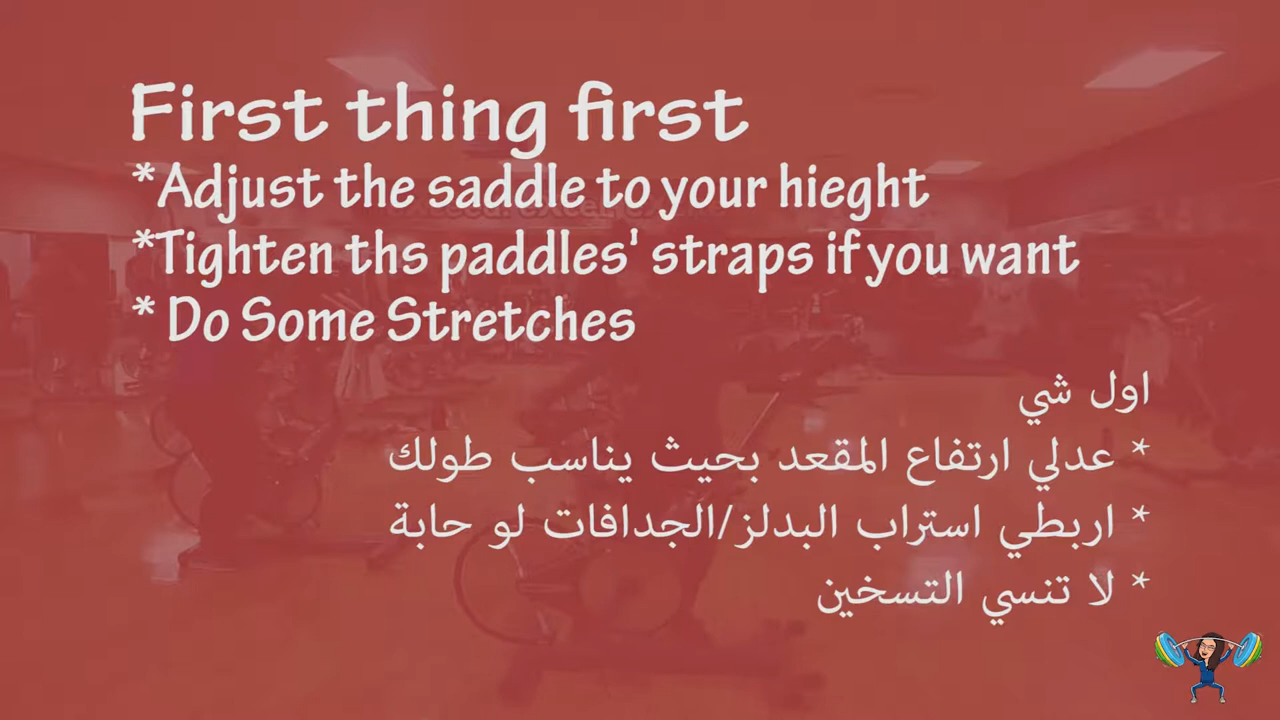 First thing first
*Adjust the saddle to your hieght
*Tighten ths paddles' straps if you want
* Do Some Stretches
اول شي
* عدلي ارتفاع المقعد بحيث يناسب طولك
* اربطي استراب البدلز/الجدافات لو حابة
* لا تنسي التسخين